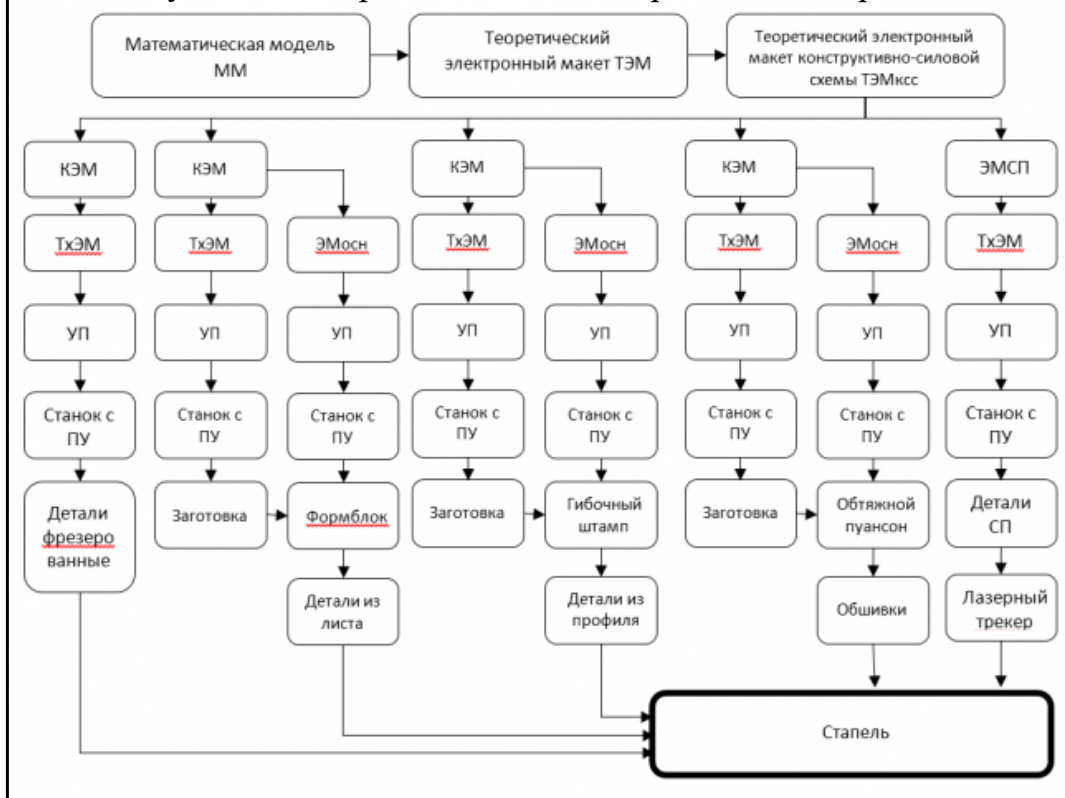 Математическая модель
ММ
Теоретический
электронный макет ТЭМ
Теоретический электронный
макет конструктивно-силовой
схемы ТЭМксс
КЭМ
КЭМ
КЭМ
КЭМ
ЭМСП
ТхЭМ
ТхЭМ
ЭМосн
ТхЭМ
ЭМосн
ТхЭМ
ЭМосн
ТхЭМ
УП
УП
УП
УП
УП
УП
УП
УП
Станок с
ПУ
Станок с
ПУ
Станок с
ПУ
Станок с
ПУ
Станок с
ПУ
Станок с
ПУ
Станок с
ПУ
Станок с
ПУ
Детали
фрезеро
ванные
Заготовка
Формблок
Заготовка
Гибочный
штамп
Заготовка
Обтяжной
пуансон
Детали
СП
Детали из
листа
Детали из
профиля
Обшивки
Лазерный
трекер
Стапель